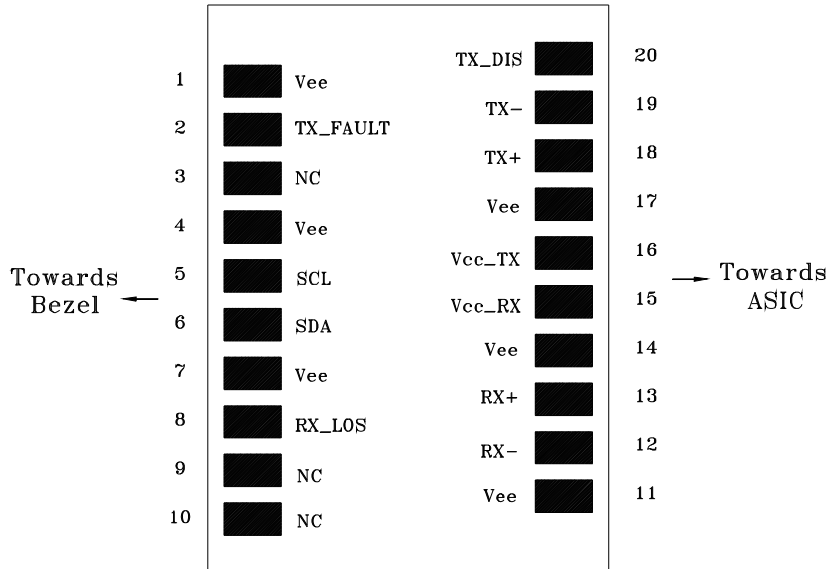 1 Vee
2 TX_FAULT
3 NC
4 Vee
5 SCL
6 SDA
7 Vee
8 RX_LOS
9 NC
10 NC
TX_DIS 20
TX- 19
TX+ 18
Vee 17
Vcc_TX 16
Vcc_RX 15
Vee 14
RX+ 13
RX- 12
Vee 11
Towards
Bezel
Towards
ASIC